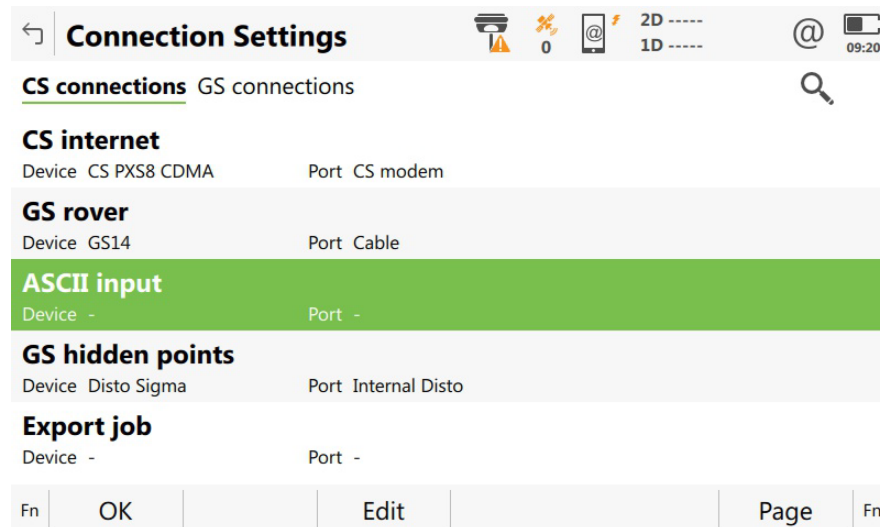 Connection Settings
0
@
2D -----
1D -----
@
09:20
CS connections GS connections
CS internet
Device CS PXS8 CDMA Port CS modem
GS rover
Device GS14 Port Cable
ASCII input
Device - Port -
GS hidden points
Device Disto Sigma Port Internal Disto
Export job
Device - Port -
Fn OK Edit Page Fn